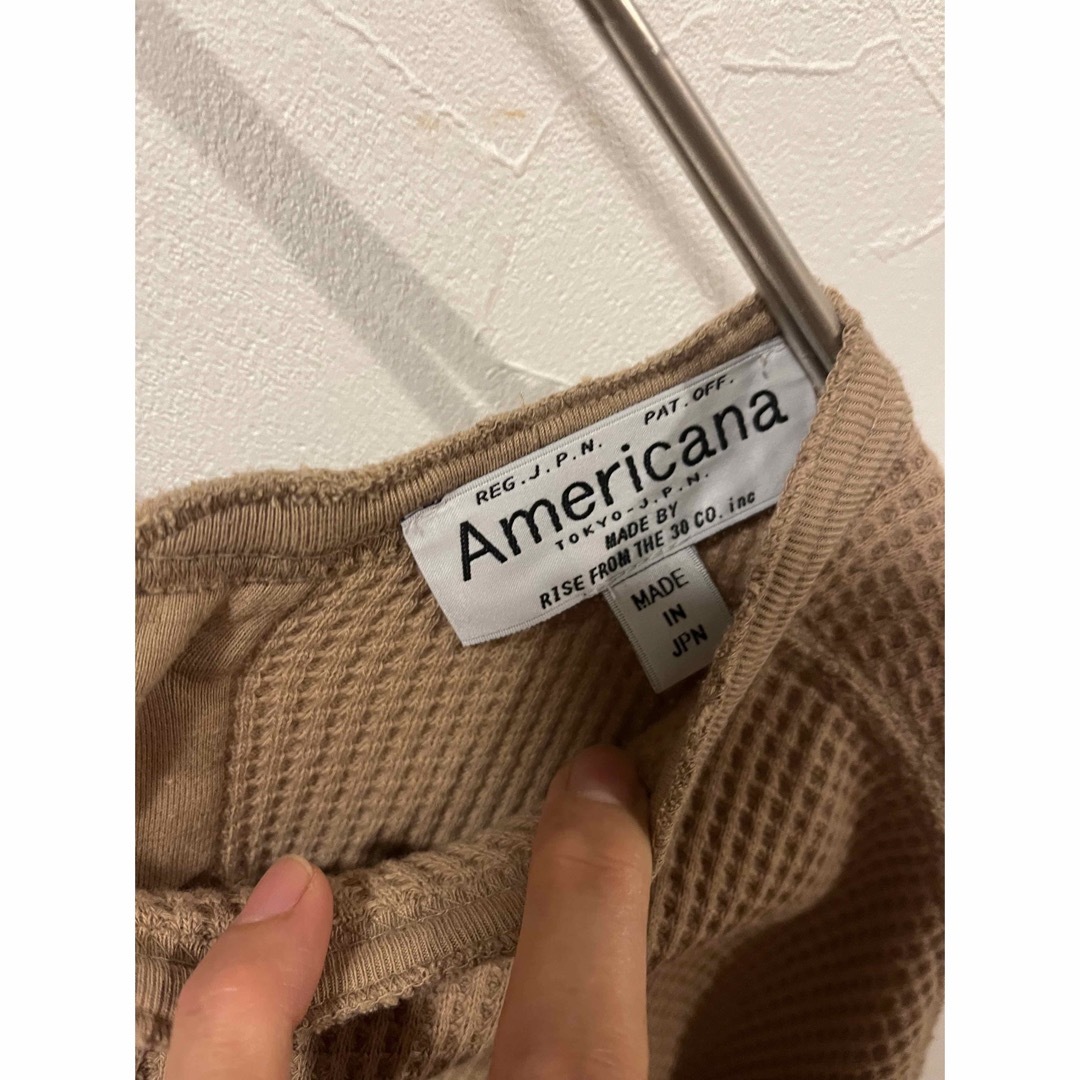 REG.J.P.N. PAT.OFF.
Americana
TOKYO-J.P.N.
MADE BY
RISE FROM THE 30 CO.inc
MADE
IN
JPN